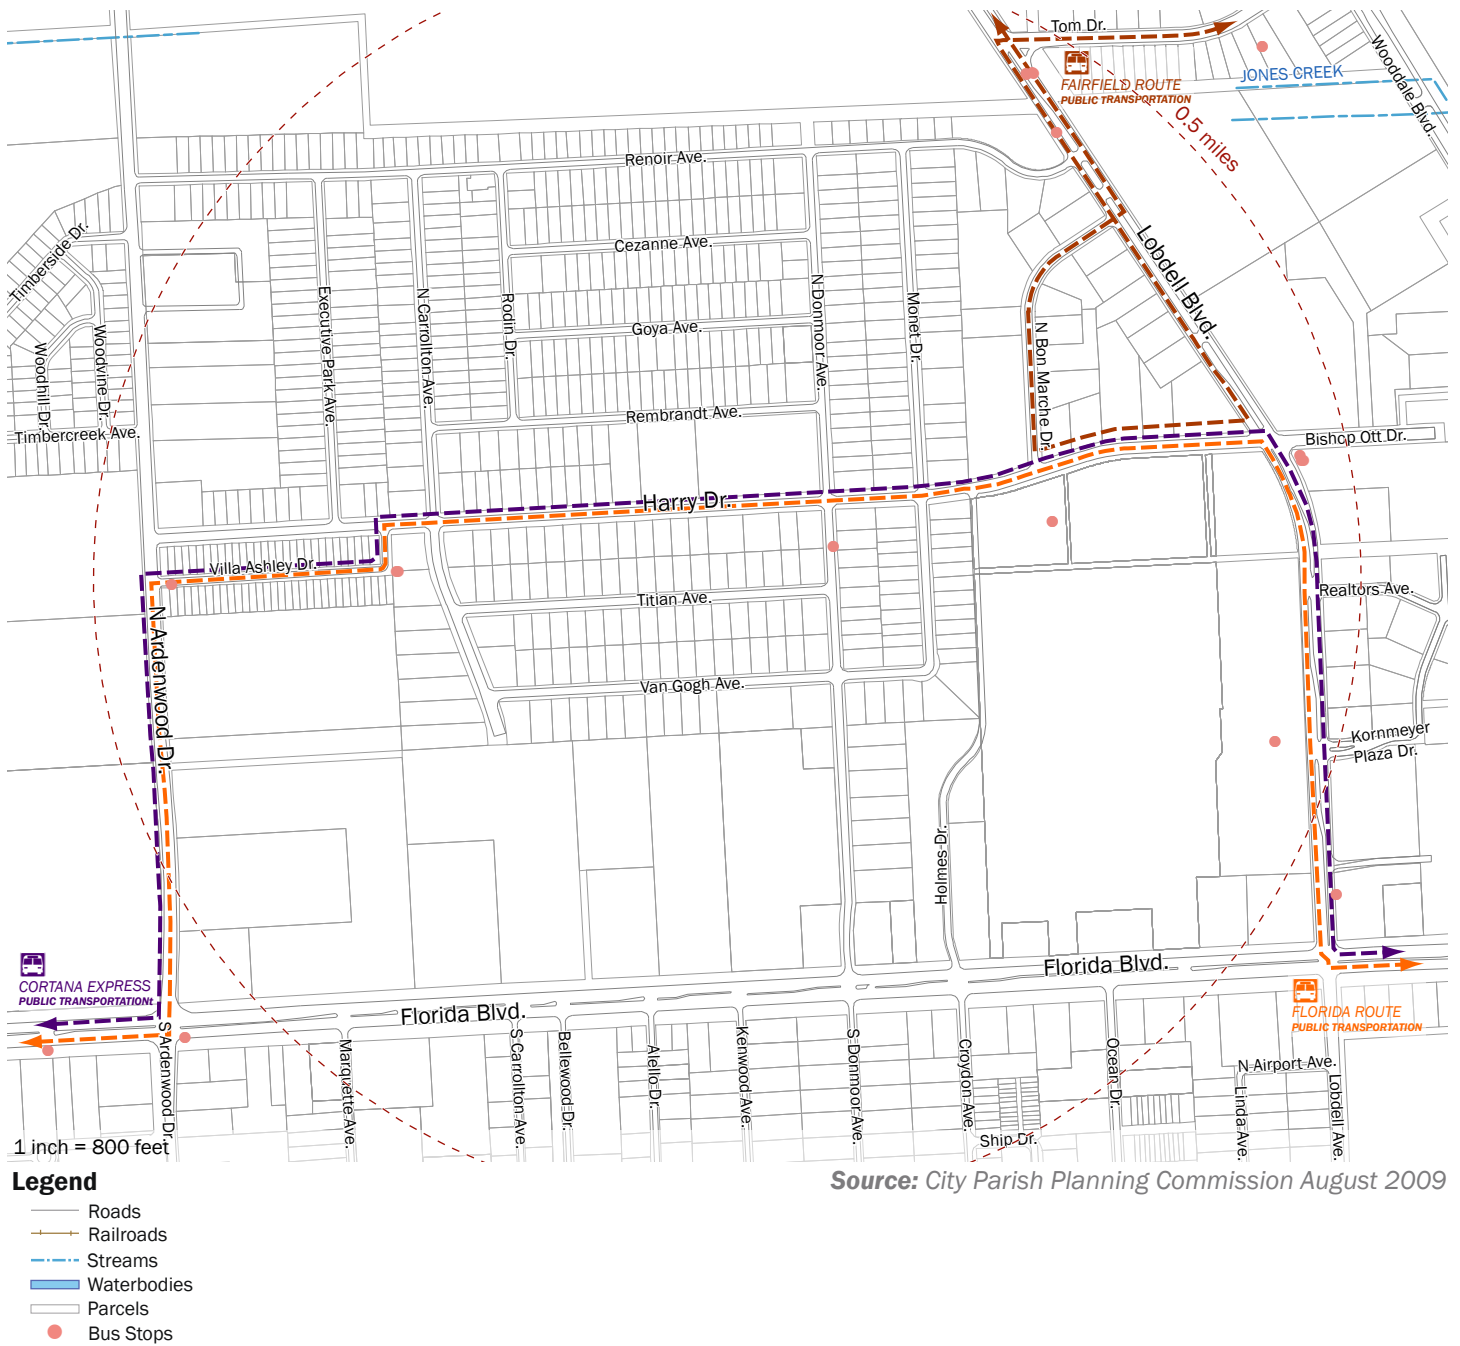 Tom Dr.
Wooddale Blvd.
JONES CREEK
FAIRFIELD ROUTE
PUBLIC TRANSPORTATION
0.5 miles
Renoir Ave.
Timberside Dr.
Cezanne Ave.
Lobdell Blvd.
Executive Park Ave.
N Carrollton Ave.
Rodin Dr.
N Donmoor Ave.
Monet Dr.
Goya Ave.
N Bon Marche Dr.
Woodhill Dr.
Woodvine Dr.
Rembrandt Ave.
Timbercreek Ave.
Bishop Ott Dr.
Harry Dr.
Villa Ashley Dr.
Titian Ave.
Realtors Ave.
N Ardenwood Dr.
Van Gogh Ave.
Kornmeyer
Plaza Dr.
Holmes Dr.
CORTANA EXPRESS
PUBLIC TRANSPORTATIONt
Florida Blvd.
Florida Blvd.
FLORIDA ROUTE
PUBLIC TRANSPORTATION
S Ardenwood Dr.
Marquette Ave.
S Carrollton Ave.
Bellewood Dr.
Alello Dr.
Kenwood Ave.
S Donmoor Ave.
Croydon Ave.
Ocean Dr.
N Airport Ave.
Linda Ave.
Lobdell Ave.
Ship Dr.
1 inch = 800 feet
Legend
Source: City Parish Planning Commission August 2009
Roads
Railroads
Streams
Waterbodies
Parcels
Bus Stops